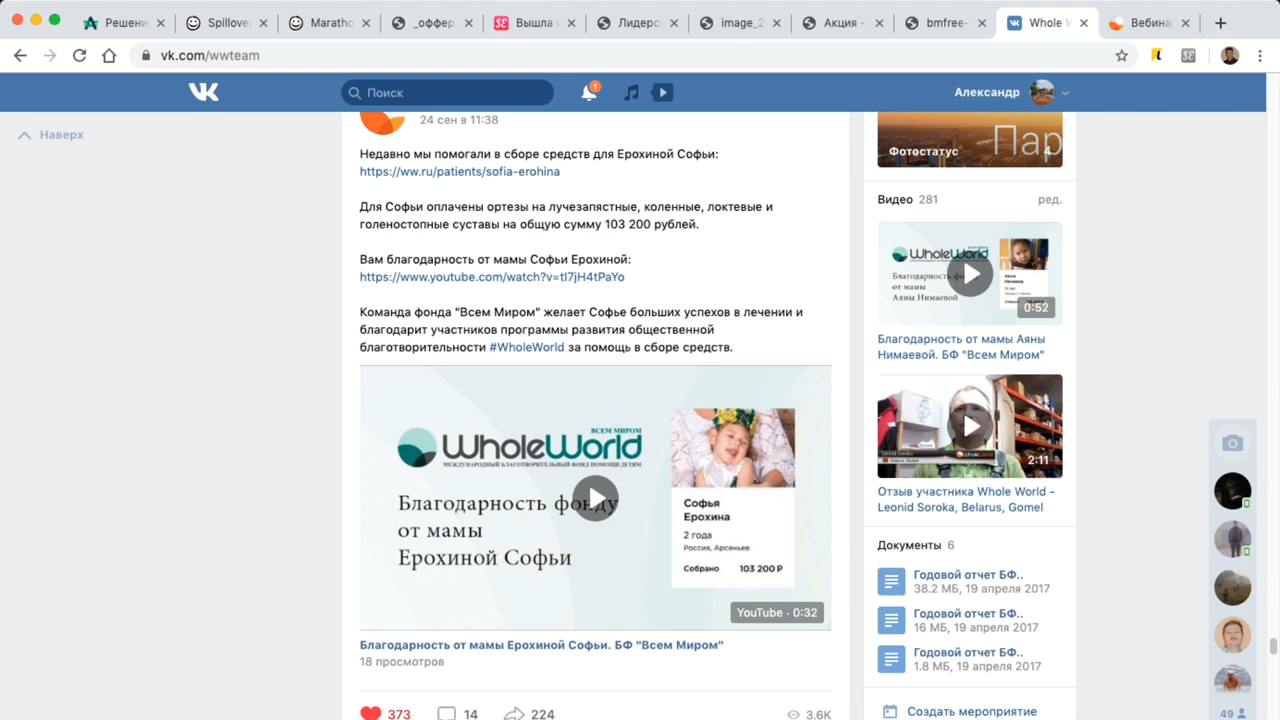 Решени
Spillove
Maratho
_оффер
Вышла
Лидерс
image_2
Акция -
bmfree-
Whole W
Вебина
vk.com/wwteam
Поиск
1
Александр
Наверх
24 сен в 11:38
Недавно мы помогали в сборе средств для Ерохиной Софьи:
https://ww.ru/patients/sofia-erohina
Для Софьи оплачены ортезы на лучезапястные, коленные, локтевые и
голеностопные суставы на общую сумму 103 200 рублей.
Вам благодарность от мамы Софьи Ерохиной:
https://www.youtube.com/watch?v=tI7jH4tPaYo
Команда фонда "Всем Миром" желает Софье больших успехов в лечении и
благодарит участников программы развития общественной
благотворительности #WholeWorld за помощь в сборе средств.
ВСЕМ МИРОМ
WholeWorld
МЕЖДУНАРОДНЫЙ БЛАГОТВОРИТЕЛЬНЫЙ ФОНД ПОМОЩИ ДЕТЯМ
Благодарность фонду
от мамы
Ерохиной Софьи
Софья
Ерохина
2 года
Россия, Арсеньев
Собрано 103 200 ₽
YouTube · 0:32
Благодарность от мамы Ерохиной Софьи. БФ "Всем Миром"
18 просмотров
373
14
224
3.6K
Пар
Фотостатус 4
Видео 281
ред.
WholeWorld
Благодарность фонду
от мамы
Аяны Нимаевой
Аяна
Нимаева
0:52
Благодарность от мамы Аяны
Нимаевой. БФ "Всем Миром"
Leonid Soroka
Belarus, Gomel
WholeWorld
2:11
Отзыв участника Whole World -
Leonid Soroka, Belarus, Gomel
Документы 6
Годовой отчет БФ..
38.2 МБ, 19 апреля 2017
Годовой отчет БФ..
16 МБ, 19 апреля 2017
Годовой отчет БФ..
1.8 МБ, 19 апреля 2017
Создать мероприятие
49